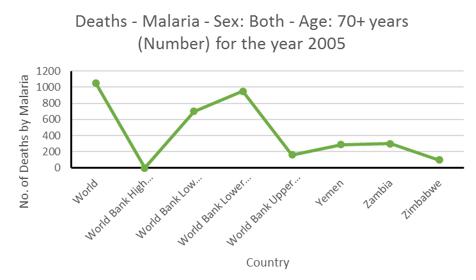 Deaths - Malaria - Sex: Both - Age: 70+ years
(Number) for the year 2005
No. of Deaths by Malaria
1200
1000
800
600
400
200
0
World
World Bank High...
World Bank Low...
World Bank Lower...
World Bank Upper...
Yemen
Zambia
Zimbabwe
Country